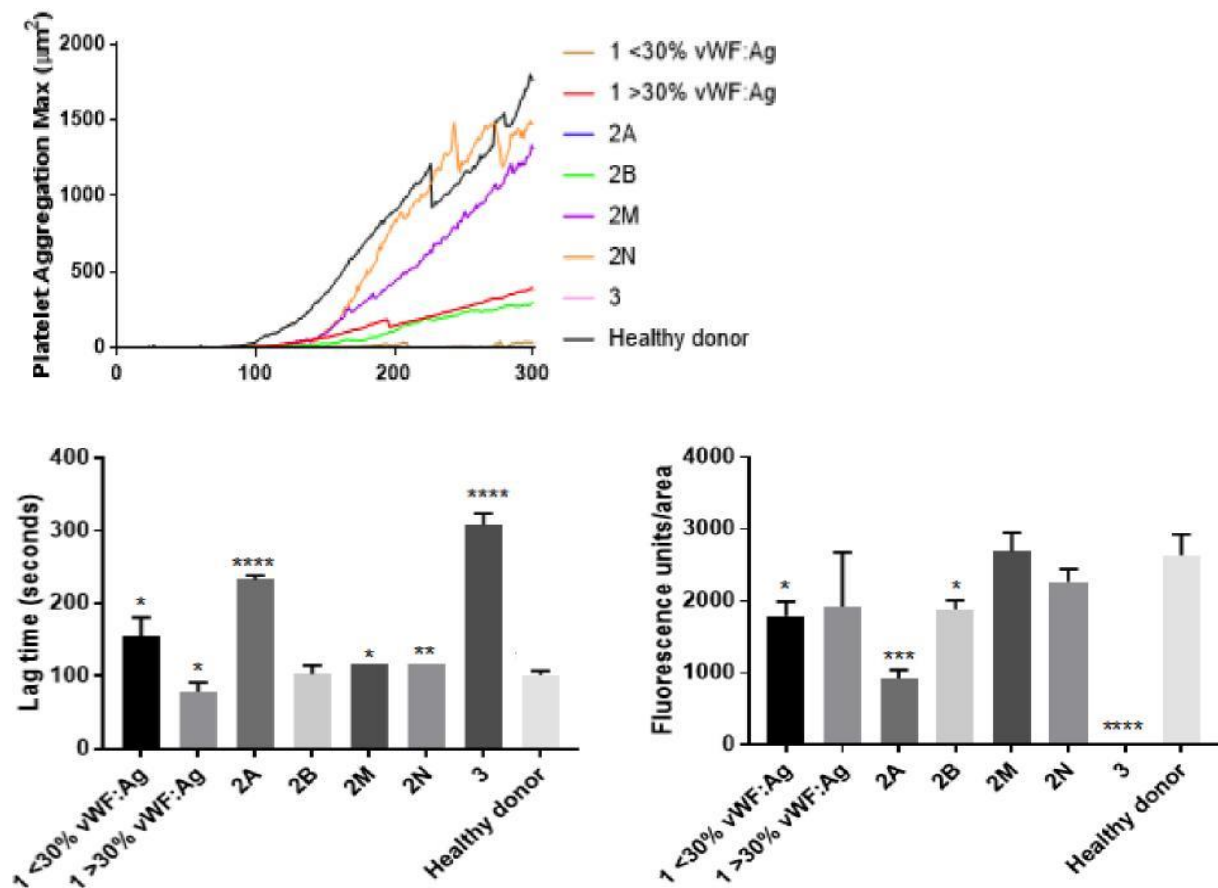 Platelet Aggregation Max (µm²)
2000
1500
1000
500
0
0 100 200 300
1 <30% vWF:Ag
1 >30% vWF:Ag
2A
2B
2M
2N
3
Healthy donor
Lag time (seconds)
400
300
200
100
0
*
*
****
*
**
****
1 <30% vWF:Ag
1 >30% vWF:Ag
2A
2B
2M
2N
3
Healthy donor
Fluorescence units/area
4000
3000
2000
1000
0
*
***
*
****
1 <30% vWF:Ag
1 >30% vWF:Ag
2A
2B
2M
2N
3
Healthy donor